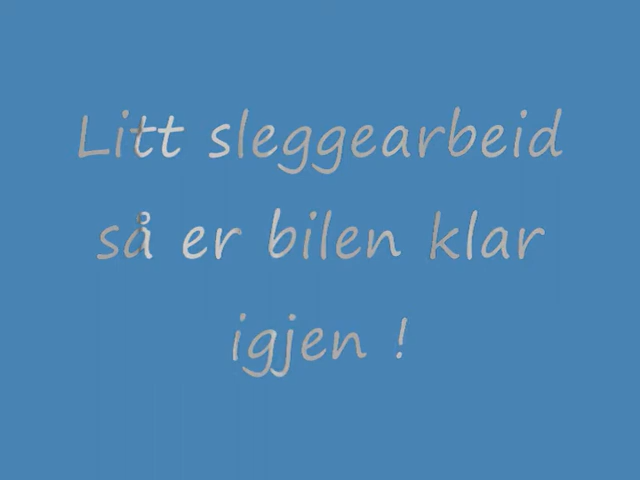 Litt sleggearbeid
så er bilen klar
igjen !